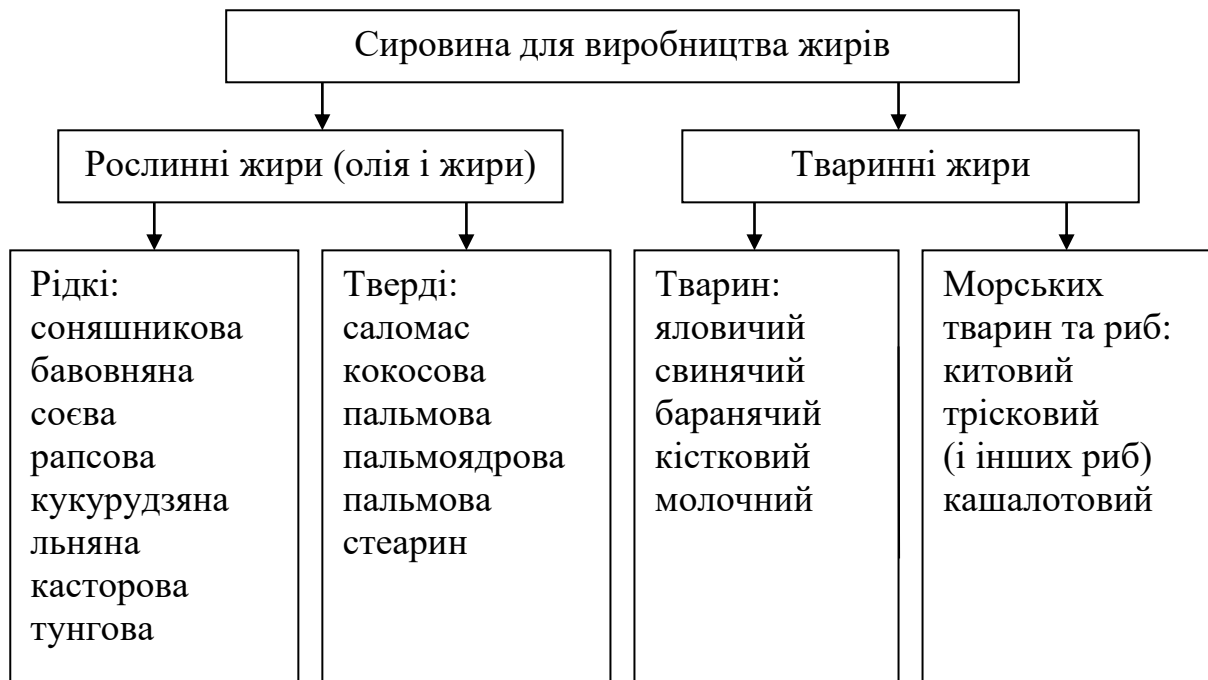 Сировина для виробництва жирів
Рослинні жири (олія і жири)
Тваринні жири
Рідкі:
соняшникова
бавовняна
соєва
рапсова
кукурудзяна
льняна
касторова
тунгова
Тверді:
саломас
кокосова
пальмова
пальмоядрова
пальмова
стеарин
Тварин:
яловичий
свинячий
баранячий
кістковий
молочний
Морських
тварин та риб:
китовий
трісковий
(і інших риб)
кашалотовий